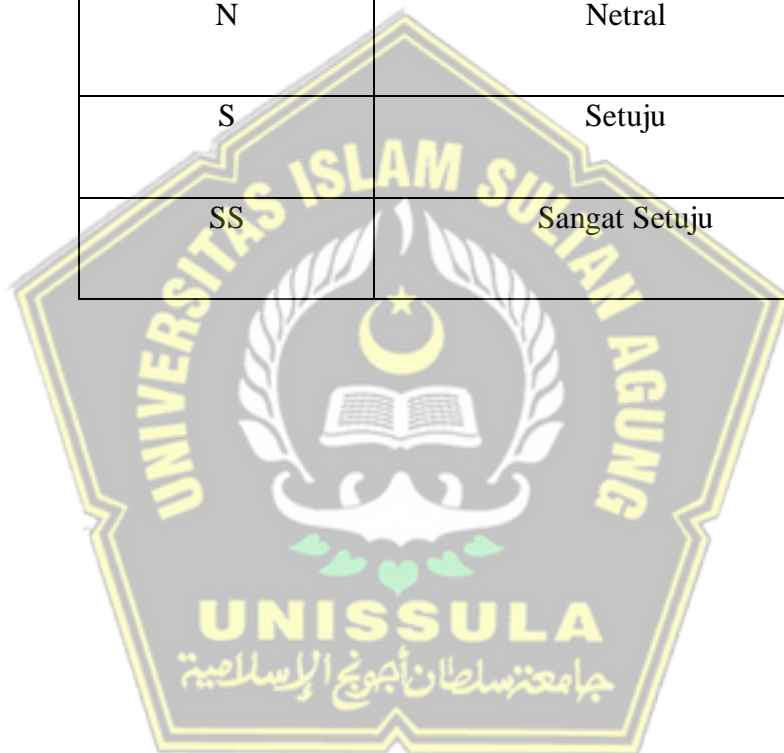 N Netral
S Setuju
SS Sangat Setuju
UNIVERSITAS ISLAM SULTAN AGUNG
UNISSULA
جامعة سلطان أجونج الإسلامية